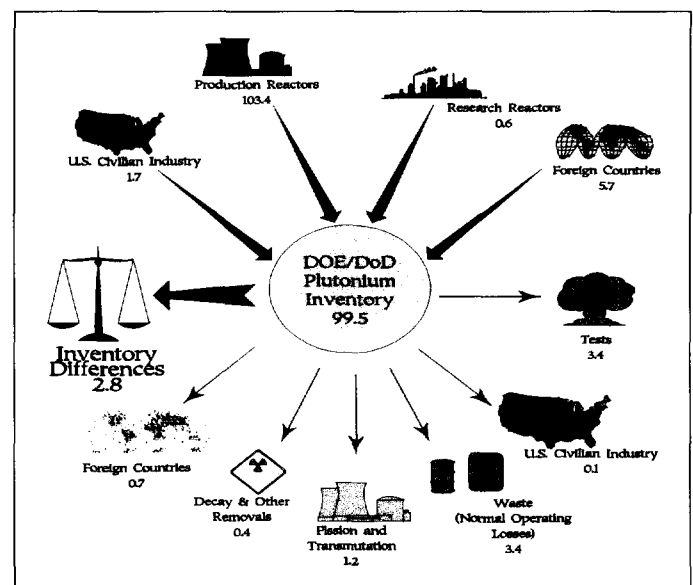 Production Reactors
103.4
Research Reactors
0.6
U.S. Civilian Industry
1.7
Foreign Countries
5.7
DOE/DoD
Plutonium
Inventory
99.5
Inventory
Differences
2.8
Tests
3.4
U.S. Civilian Industry
0.1
Foreign Countries
0.7
Decay & Other
Removals
0.4
Fission and
Transmutation
1.2
Waste
(Normal Operating
Losses)
3.4